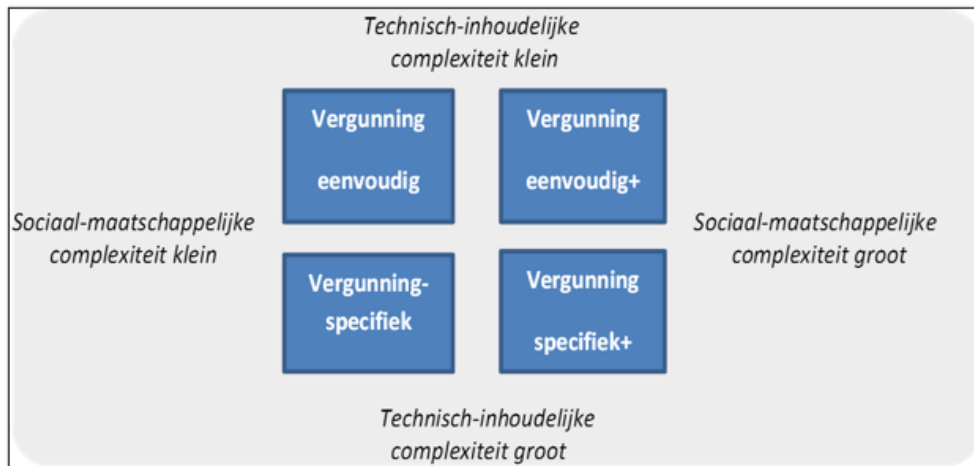 Technisch-inhoudelijke
complexiteit klein
Vergunning
eenvoudig
Vergunning
eenvoudig+
Sociaal-maatschappelijke
complexiteit klein
Sociaal-maatschappelijke
complexiteit groot
Vergunning-
specifiek
Vergunning
specifiek+
Technisch-inhoudelijke
complexiteit groot